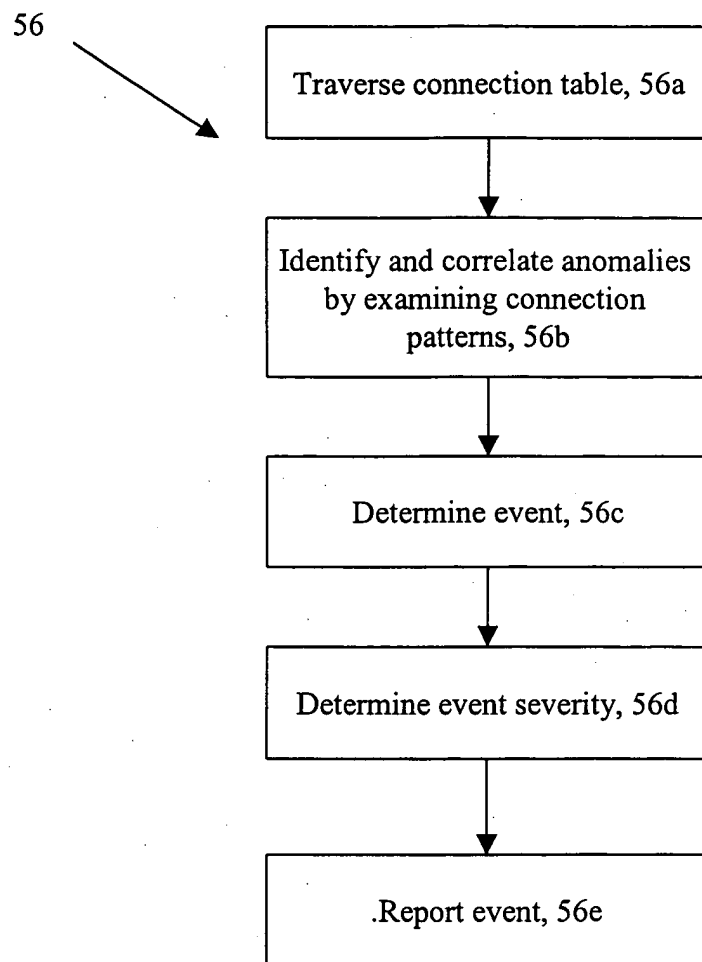 56
Traverse connection table, 56a
Identify and correlate anomalies
by examining connection
patterns, 56b
Determine event, 56c
Determine event severity, 56d
.Report event, 56e